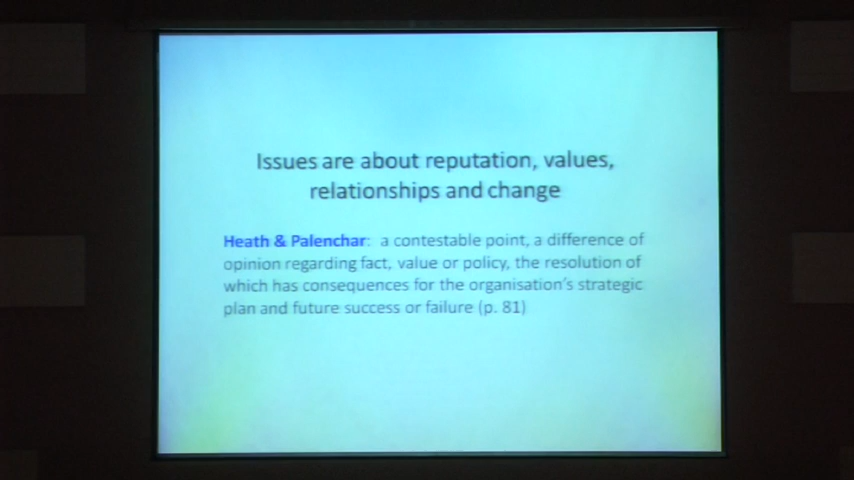 Issues are about reputation, values,
relationships and change
Heath & Palenchar: a contestable point, a difference of
opinion regarding fact, value or policy, the resolution of
which has consequences for the organisation's strategic
plan and future success or failure (p. 81)